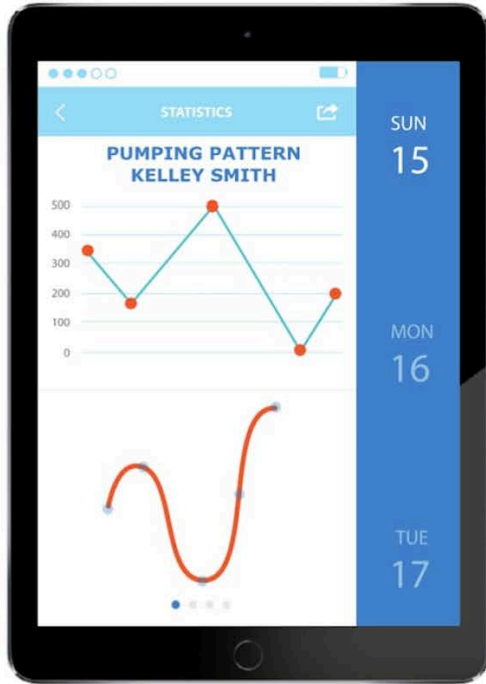 STATISTICS
PUMPING PATTERN
KELLEY SMITH
500
400
300
200
100
0
SUN
15
MON
16
TUE
17